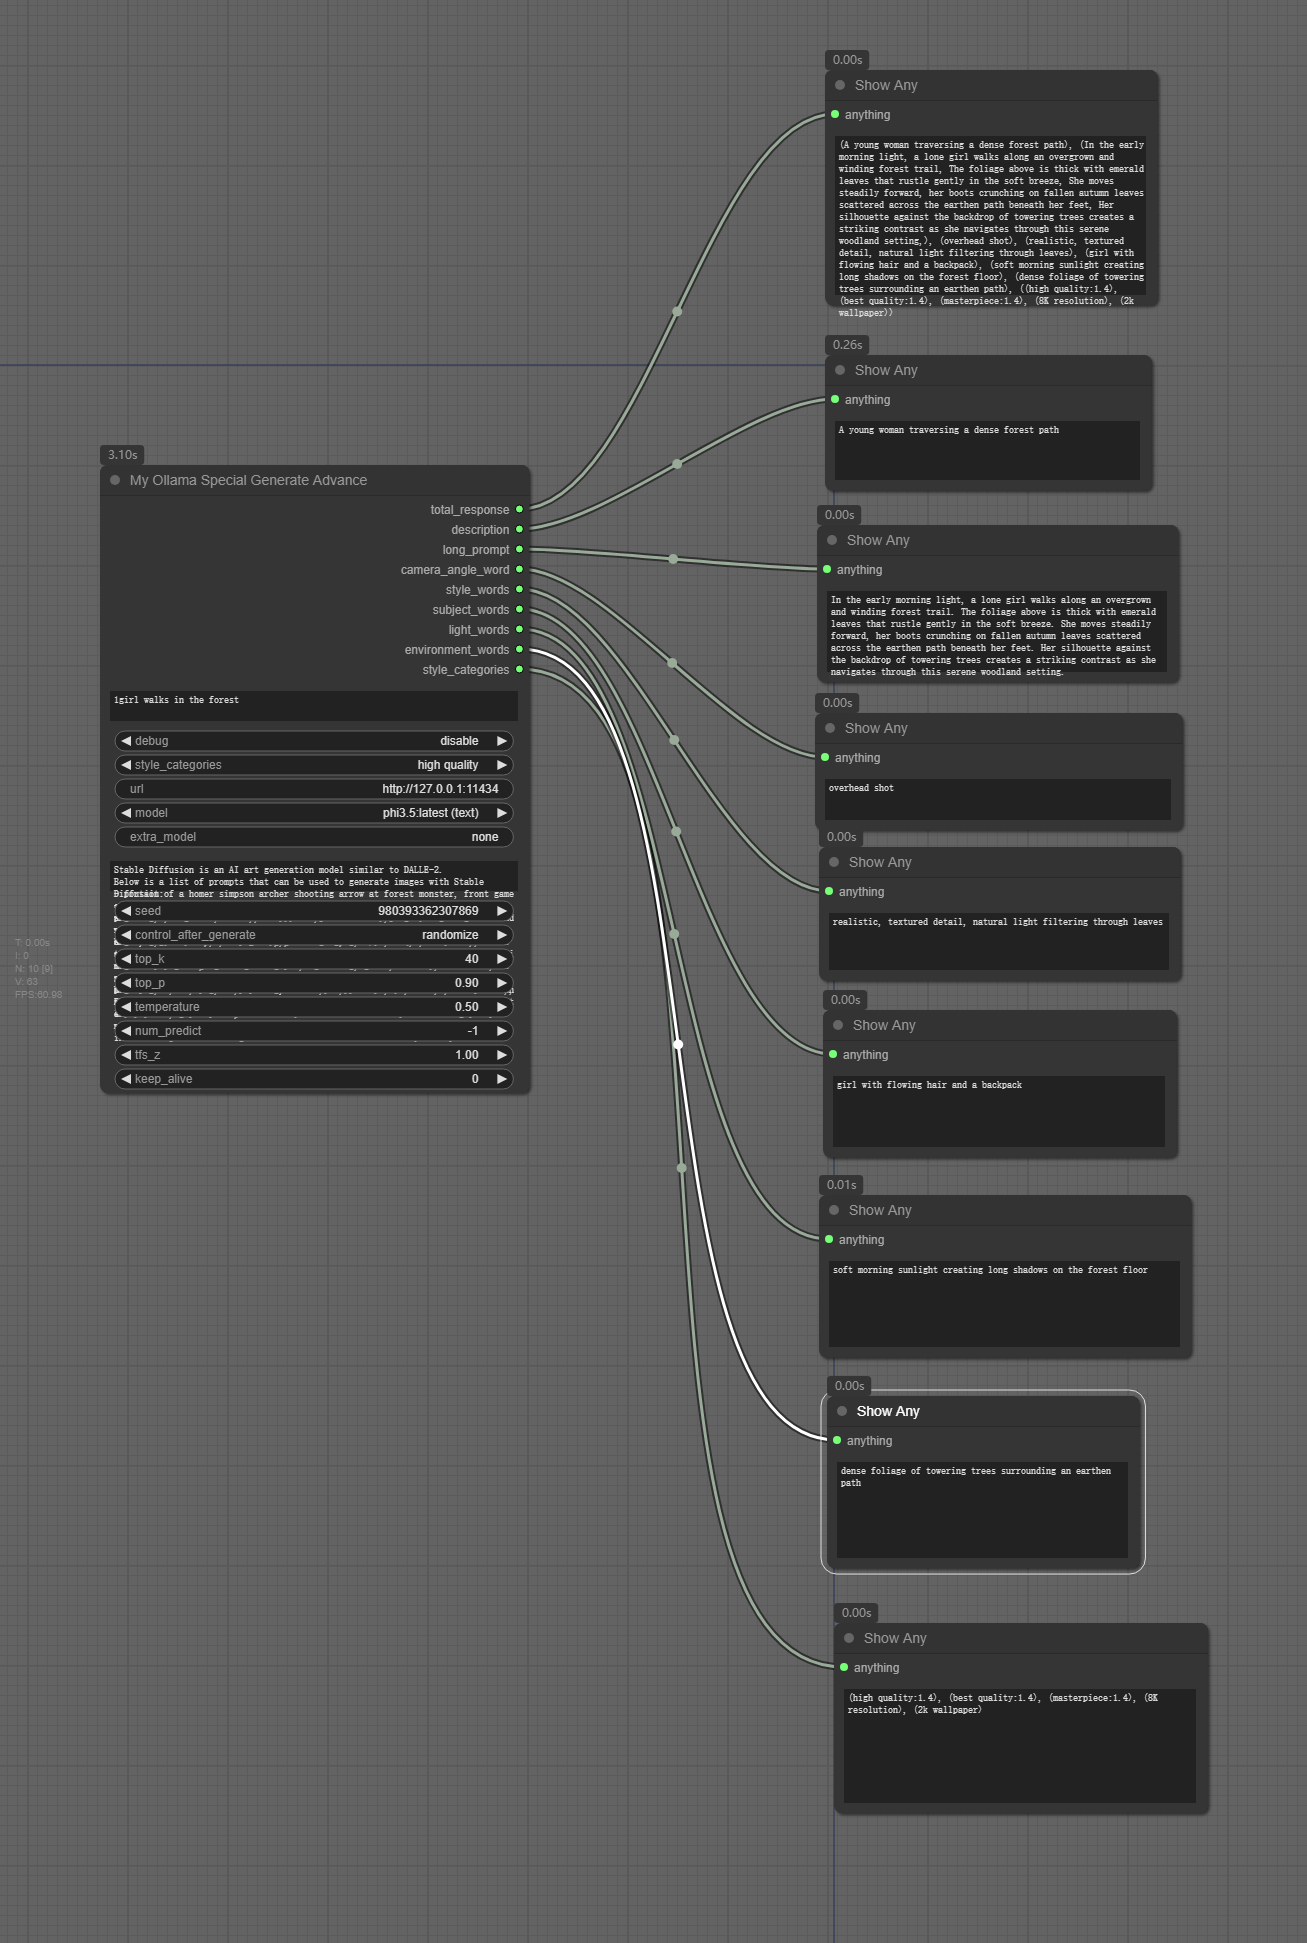 0.00s
Show Any
anything
(A young woman traversing a dense forest path), (In the early
morning light, a lone girl walks along an overgrown and
winding forest trail, The foliage above is thick with emerald
leaves that rustle gently in the soft breeze, She moves
steadily forward, her boots crunching on fallen autumn leaves
scattered across the earthen path beneath her feet, Her
silhouette against the backdrop of towering trees creates a
striking contrast as she navigates through this serene
woodland setting,), (overhead shot), (realistic, textured
detail, natural light filtering through leaves), (girl with
flowing hair and a backpack), (soft morning sunlight creating
long shadows on the forest floor), (dense foliage of towering
trees surrounding an earthen path), ((high quality:1.4),
(best quality:1.4), (masterpiece:1.4), (8K resolution), (2k
wallpaper))
0.26s
Show Any
anything
A young woman traversing a dense forest path
3.10s
My Ollama Special Generate Advance
total_response
description
long_prompt
camera_angle_word
style_words
subject_words
light_words
environment_words
style_categories
1girl walks in the forest
debug disable
style_categories high quality
url http://127.0.0.1:11434
model phi3.5:latest (text)
extra_model none
Stable Diffusion is an AI art generation model similar to DALLE-2.
Below is a list of prompts that can be used to generate images with Stable
of a homer simpson archer shooting arrow at forest monster, front game
seed 980393362307869
control_after_generate randomize
top_k 40
top_p 0.90
temperature 0.50
num_predict -1
tfs_z 1.00
keep_alive 0
T: 0.00s
I: 0
N: 10 [9]
V: 63
FPS:60.98
0.00s
Show Any
anything
In the early morning light, a lone girl walks along an overgrown
and winding forest trail. The foliage above is thick with emerald
leaves that rustle gently in the soft breeze. She moves steadily
forward, her boots crunching on fallen autumn leaves scattered
across the earthen path beneath her feet. Her silhouette against
the backdrop of towering trees creates a striking contrast as she
navigates through this serene woodland setting.
0.00s
Show Any
anything
overhead shot
0.00s
Show Any
anything
realistic, textured detail, natural light filtering through leaves
0.00s
Show Any
anything
girl with flowing hair and a backpack
0.01s
Show Any
anything
soft morning sunlight creating long shadows on the forest floor
0.00s
Show Any
anything
dense foliage of towering trees surrounding an earthen
path
0.00s
Show Any
anything
(high quality:1.4), (best quality:1.4), (masterpiece:1.4), (8K
resolution), (2k wallpaper)